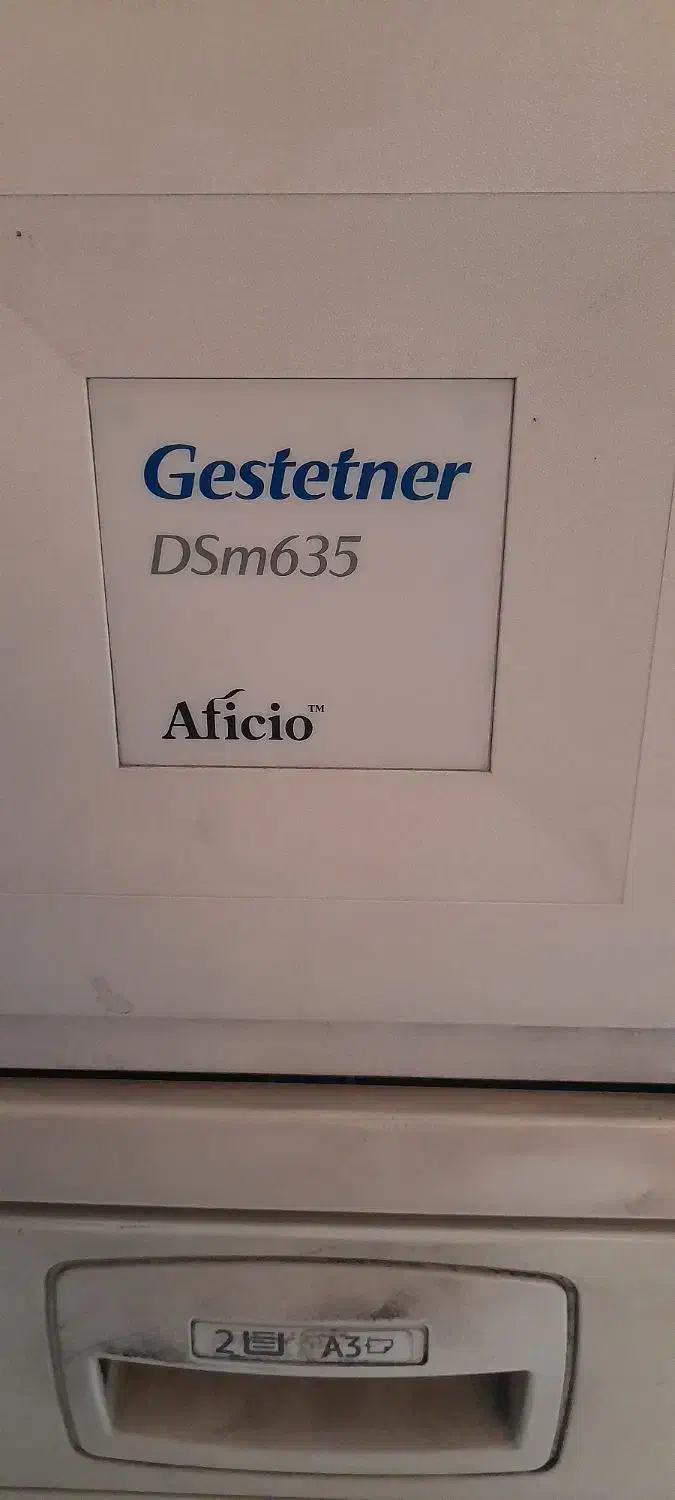 Gestetner
DSm635
Aficio™
2 A3